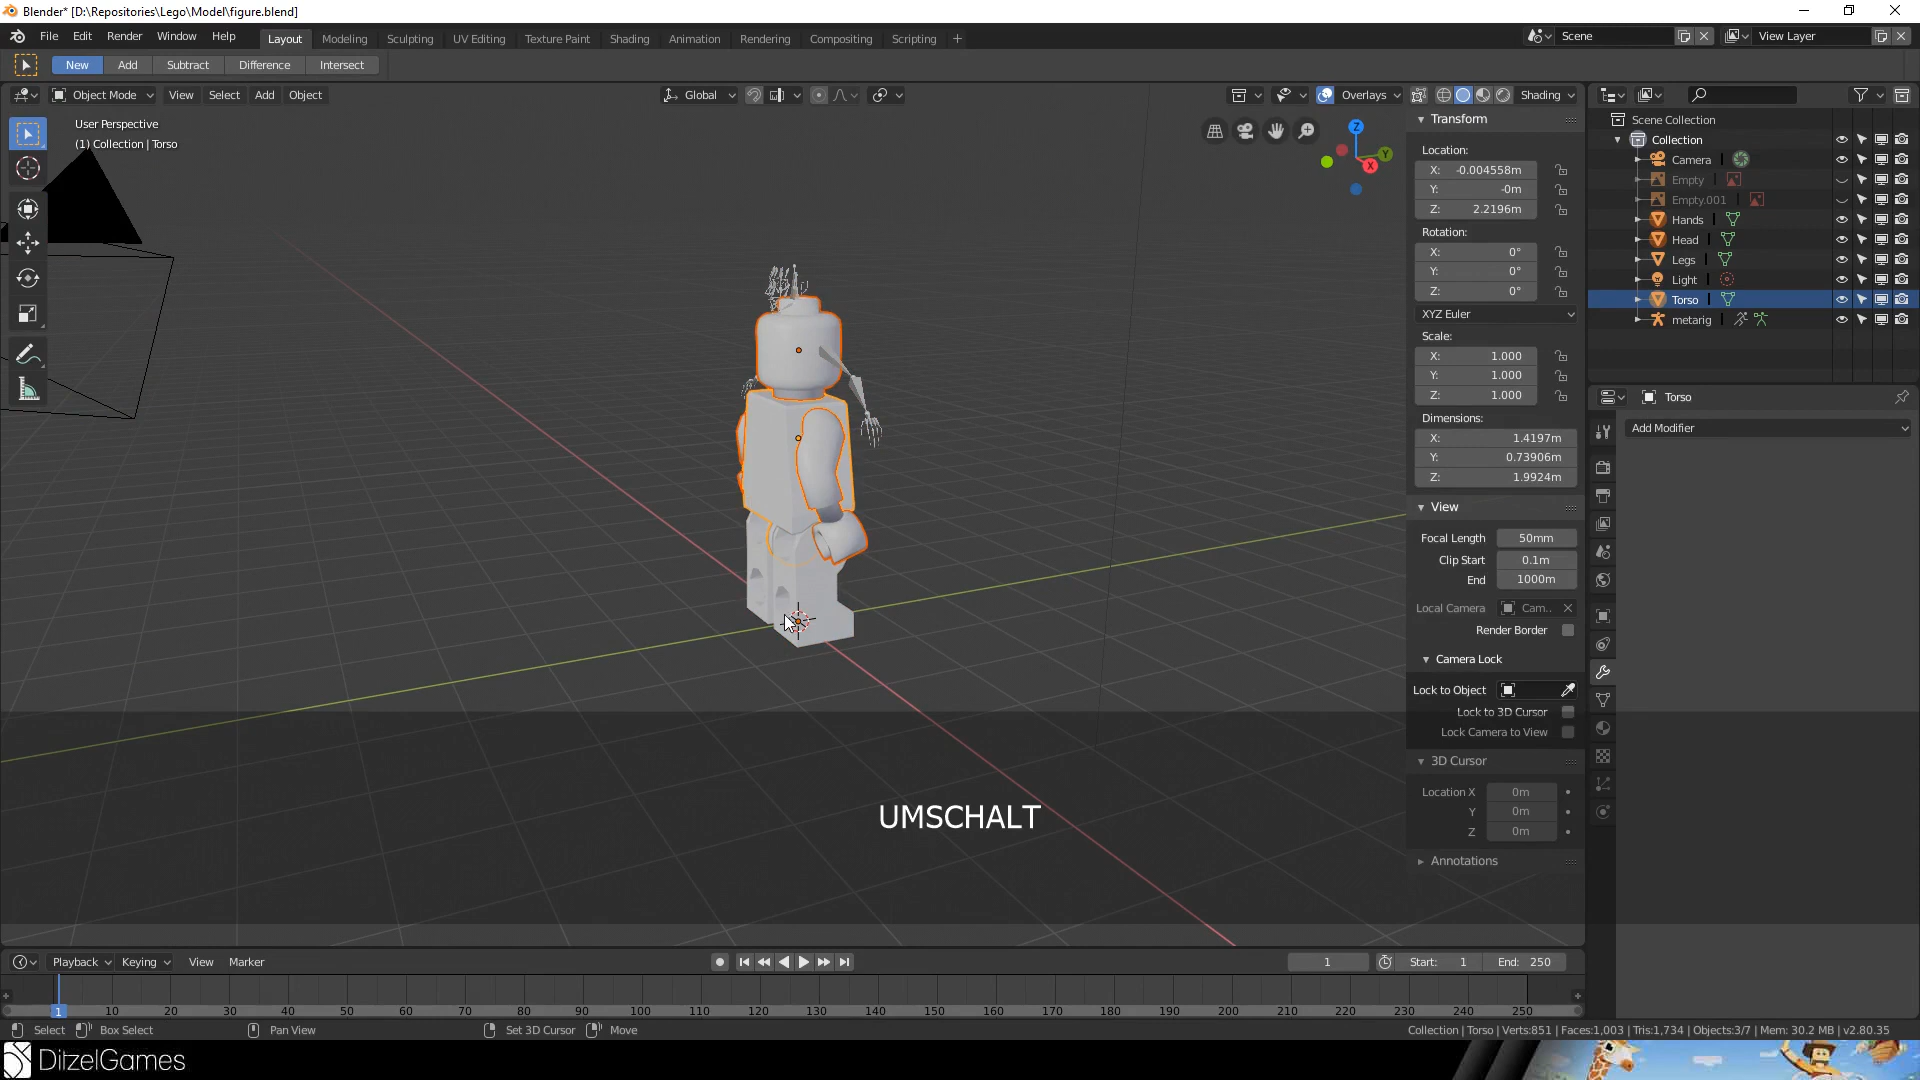 Blender* [D:\Repositories\Lego\Model\figure.blend]
File Edit Render Window Help
Layout Modeling Sculpting UV Editing Texture Paint Shading Animation Rendering Compositing Scripting +
Scene
View Layer
New Add Subtract Difference Intersect
Object Mode View Select Add Object
Global
Overlays
Shading
User Perspective
(1) Collection | Torso
Z
Y
X
Transform
Location:
X: -0.004558m
Y: -0m
Z: 2.2196m
Rotation:
X: 0°
Y: 0°
Z: 0°
XYZ Euler
Scale:
X: 1.000
Y: 1.000
Z: 1.000
Dimensions:
X: 1.4197m
Y: 0.73906m
Z: 1.9924m
View
Focal Length 50mm
Clip Start 0.1m
End 1000m
Local Camera Cam..
Render Border
Camera Lock
Lock to Object
Lock to 3D Cursor
Lock Camera to View
3D Cursor
Location X 0m
Y 0m
Z 0m
Annotations
Scene Collection
Collection
Camera
Empty
Empty.001
Hands
Head
Legs
Light
Torso
metarig
Torso
Add Modifier
UMSCHALT
Playback Keying View Marker
1
Start: 1
End: 250
1 10 20 30 40 50 60 70 80 90 100 110 120 130 140 150 160 170 180 190 200 210 220 230 240 250
Select Box Select Pan View Set 3D Cursor Move
Collection | Torso | Verts:851 | Faces:1,003 | Tris:1,734 | Objects:3/7 | Mem: 30.2 MB | v2.80.35
DitzelGames